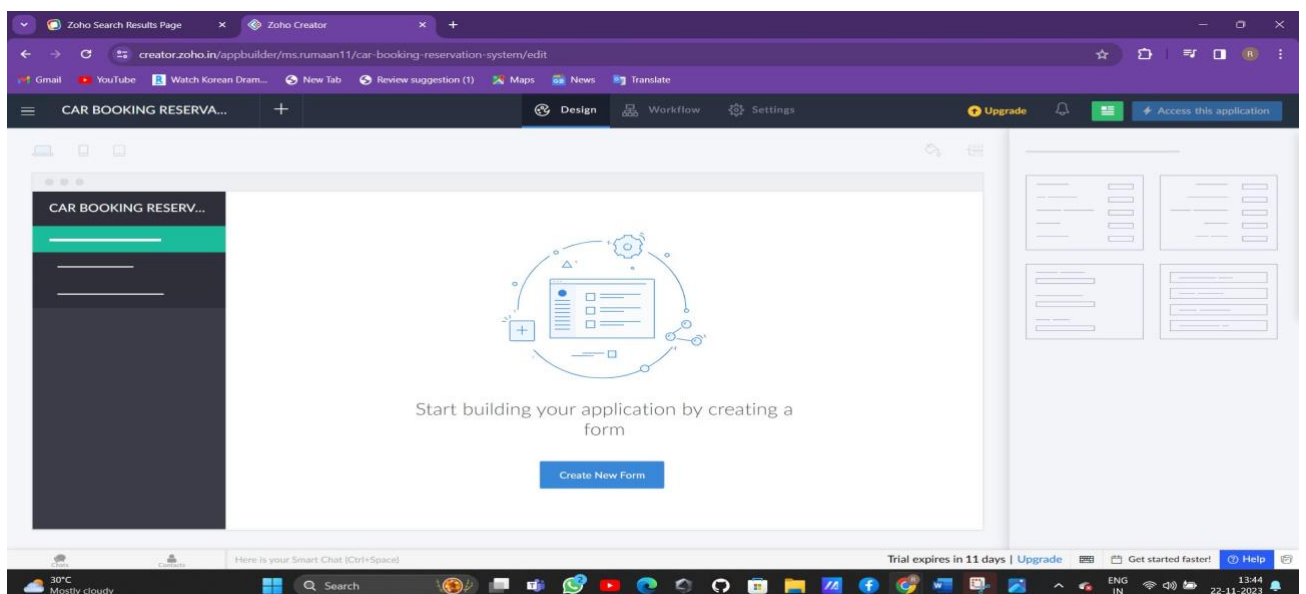 Zoho Search Results Page
Zoho Creator
creator.zoho.in/appbuilder/ms.rumaan11/car-booking-reservation-system/edit
R
Gmail
YouTube
Watch Korean Dram...
New Tab
Review suggestion (1)
Maps
News
Translate
CAR BOOKING RESERVA...
Design
Workflow
Settings
Upgrade
Access this application
CAR BOOKING RESERV...
Start building your application by creating a
form
Create New Form
Chats
Contacts
Here is your Smart Chat (Ctrl+Space)
Trial expires in 11 days | Upgrade
Get started faster!
Help
30°C
Mostly cloudy
Search
ENG
IN
13:44
22-11-2023